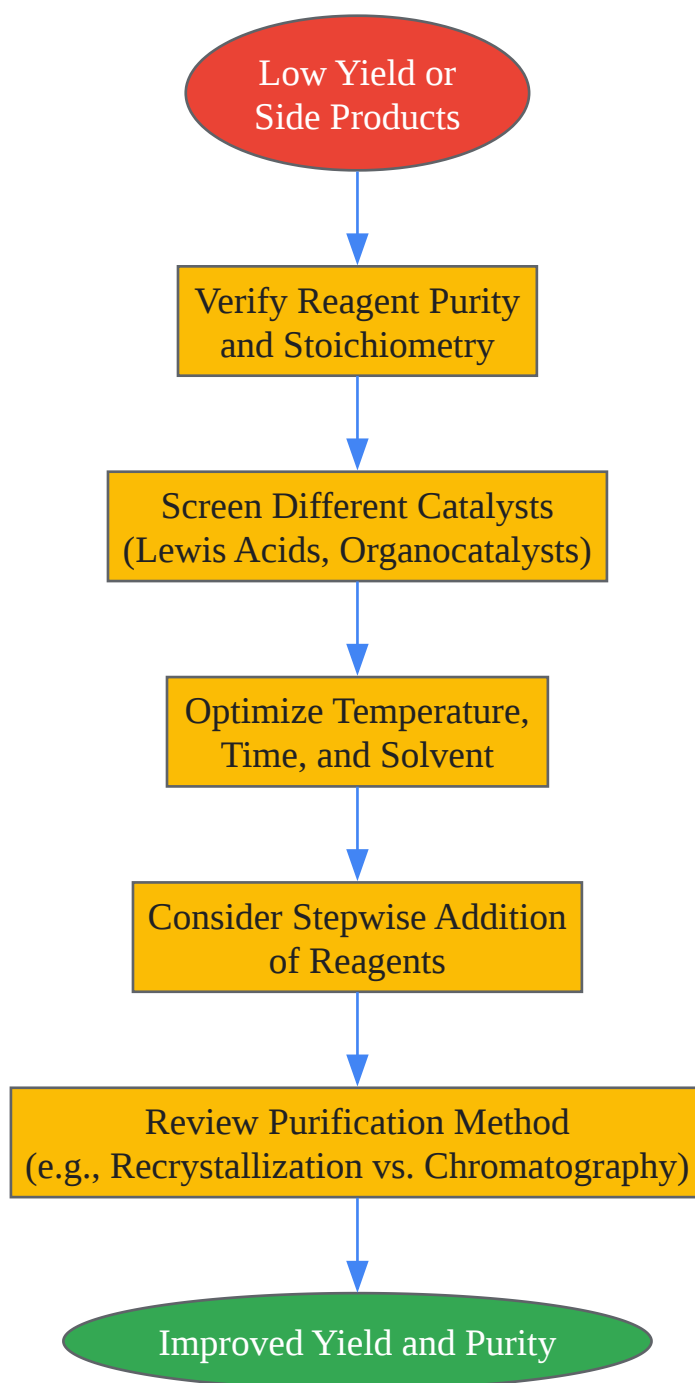 Low Yield or
Side Products
Verify Reagent Purity
and Stoichiometry
Screen Different Catalysts
(Lewis Acids, Organocatalysts)
Optimize Temperature,
Time, and Solvent
Consider Stepwise Addition
of Reagents
Review Purification Method
(e.g., Recrystallization vs. Chromatography)
Improved Yield and Purity